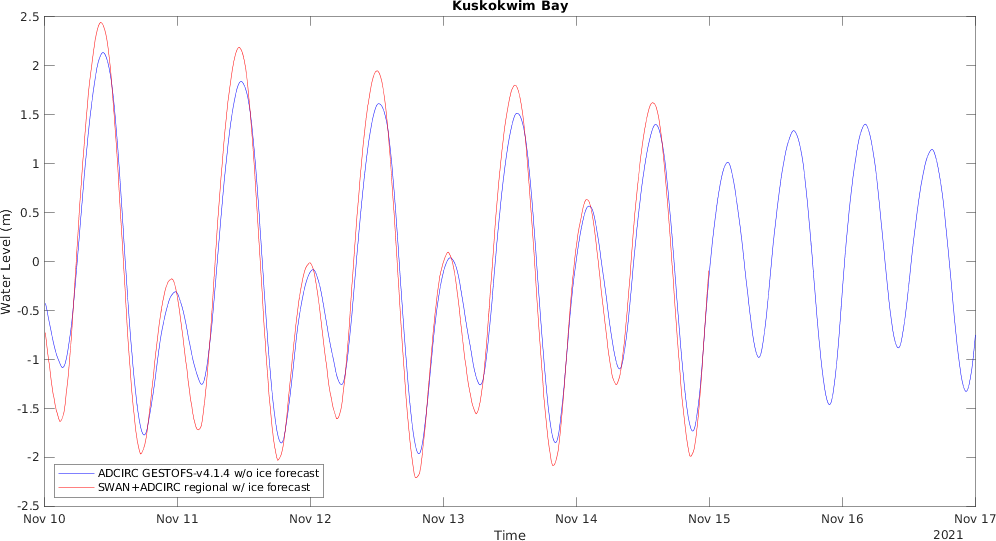 Kuskokwim Bay
2.5
2
1.5
1
0.5
0
-0.5
-1
-1.5
-2
-2.5
Water Level (m)
ADCIRC GESTOFS-v4.1.4 w/o ice forecast
SWAN+ADCIRC regional w/ ice forecast
Nov 10 Nov 11 Nov 12 Nov 13 Nov 14 Nov 15 Nov 16 Nov 17
Time
2021